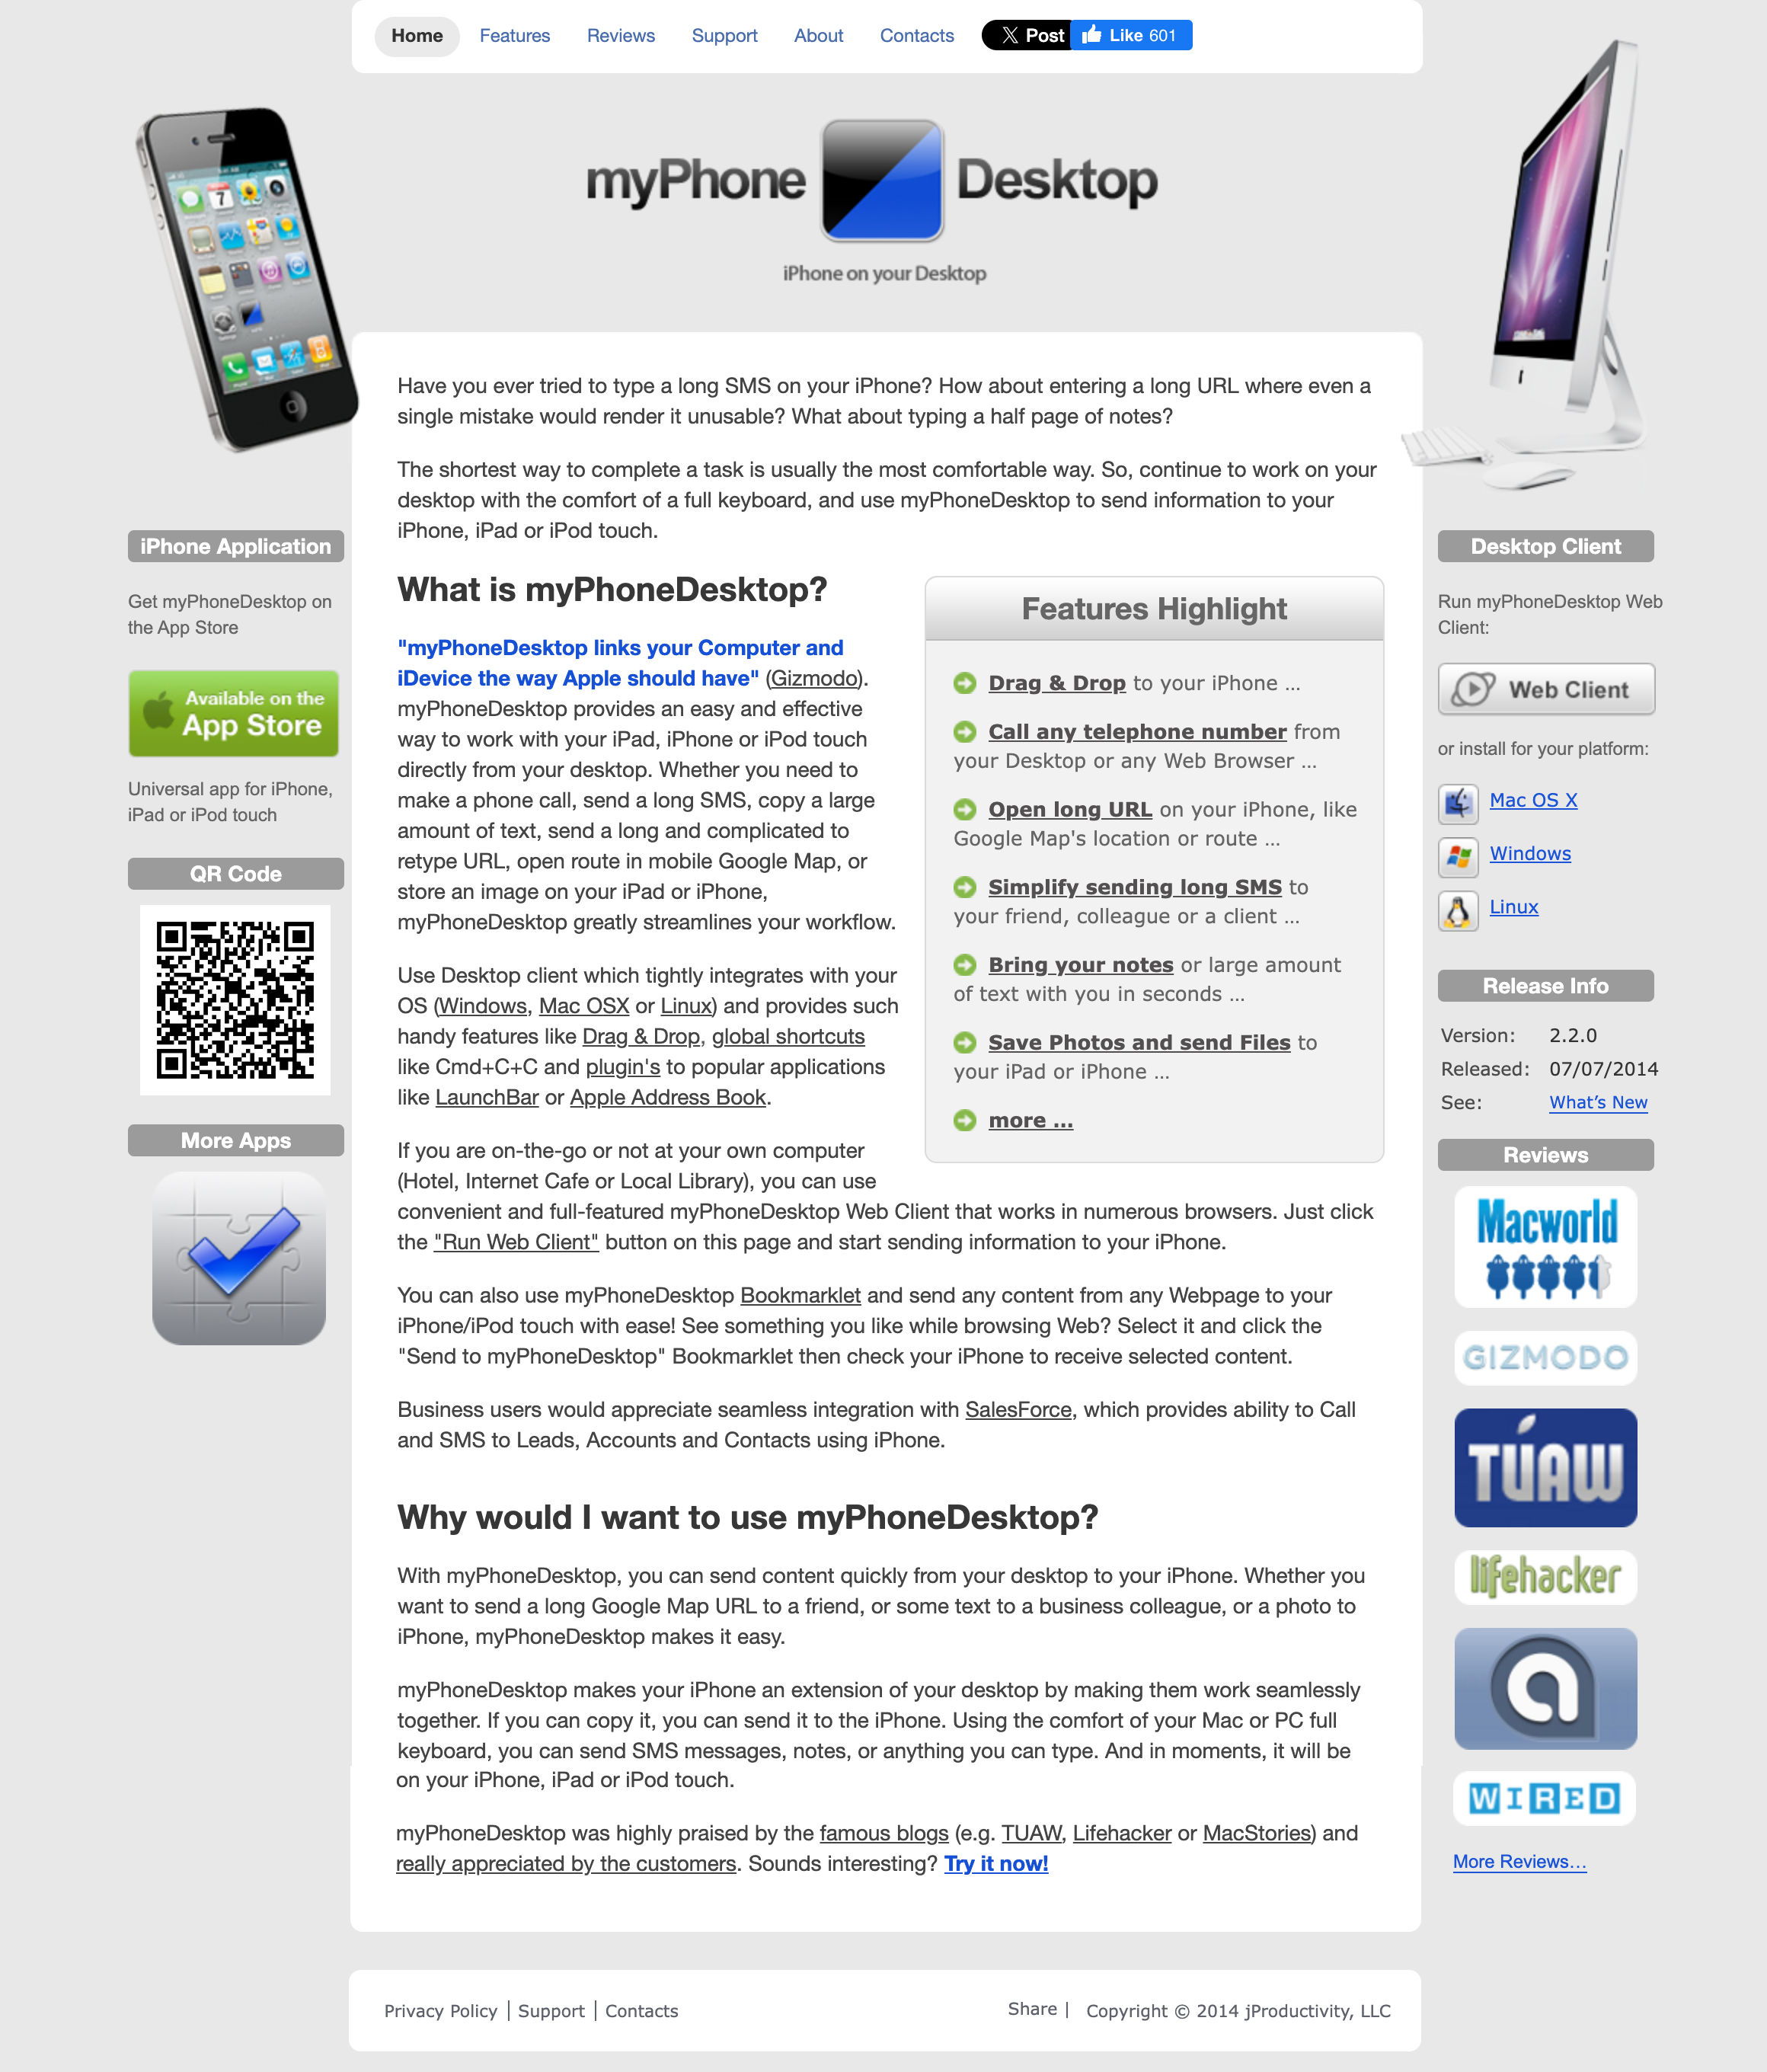 Home
Features
Reviews
Support
About
Contacts
Post
Like 601
myPhone Desktop
iPhone on your Desktop
Have you ever tried to type a long SMS on your iPhone? How about entering a long URL where even a
single mistake would render it unusable? What about typing a half page of notes?
The shortest way to complete a task is usually the most comfortable way. So, continue to work on your
desktop with the comfort of a full keyboard, and use myPhoneDesktop to send information to your
iPhone, iPad or iPod touch.
What is myPhoneDesktop?
"myPhoneDesktop links your Computer and
iDevice the way Apple should have" (Gizmodo).
myPhoneDesktop provides an easy and effective
way to work with your iPad, iPhone or iPod touch
directly from your desktop. Whether you need to
make a phone call, send a long SMS, copy a large
amount of text, send a long and complicated to
retype URL, open route in mobile Google Map, or
store an image on your iPad or iPhone,
myPhoneDesktop greatly streamlines your workflow.
Use Desktop client which tightly integrates with your
OS (Windows, Mac OSX or Linux) and provides such
handy features like Drag & Drop, global shortcuts
like Cmd+C+C and plugin's to popular applications
like LaunchBar or Apple Address Book.
If you are on-the-go or not at your own computer
(Hotel, Internet Cafe or Local Library), you can use
convenient and full-featured myPhoneDesktop Web Client that works in numerous browsers. Just click
the "Run Web Client" button on this page and start sending information to your iPhone.
You can also use myPhoneDesktop Bookmarklet and send any content from any Webpage to your
iPhone/iPod touch with ease! See something you like while browsing Web? Select it and click the
"Send to myPhoneDesktop" Bookmarklet then check your iPhone to receive selected content.
Business users would appreciate seamless integration with SalesForce, which provides ability to Call
and SMS to Leads, Accounts and Contacts using iPhone.
Why would I want to use myPhoneDesktop?
With myPhoneDesktop, you can send content quickly from your desktop to your iPhone. Whether you
want to send a long Google Map URL to a friend, or some text to a business colleague, or a photo to
iPhone, myPhoneDesktop makes it easy.
myPhoneDesktop makes your iPhone an extension of your desktop by making them work seamlessly
together. If you can copy it, you can send it to the iPhone. Using the comfort of your Mac or PC full
keyboard, you can send SMS messages, notes, or anything you can type. And in moments, it will be
on your iPhone, iPad or iPod touch.
myPhoneDesktop was highly praised by the famous blogs (e.g. TUAW, Lifehacker or MacStories) and
really appreciated by the customers. Sounds interesting? Try it now!
Features Highlight
Drag & Drop to your iPhone ...
Call any telephone number from
your Desktop or any Web Browser ...
Open long URL on your iPhone, like
Google Map's location or route ...
Simplify sending long SMS to
your friend, colleague or a client ...
Bring your notes or large amount
of text with you in seconds ...
Save Photos and send Files to
your iPad or iPhone ...
more ...
iPhone Application
Get myPhoneDesktop on
the App Store
Available on the
App Store
Universal app for iPhone,
iPad or iPod touch
QR Code
More Apps
Desktop Client
Run myPhoneDesktop Web
Client:
Web Client
or install for your platform:
Mac OS X
Windows
Linux
Release Info
Version: 2.2.0
Released: 07/07/2014
See: What’s New
Reviews
Macworld
GIZMODO
TUAW
lifehacker
a
WIRED
More Reviews...
Privacy Policy | Support | Contacts
Share | Copyright © 2014 jProductivity, LLC